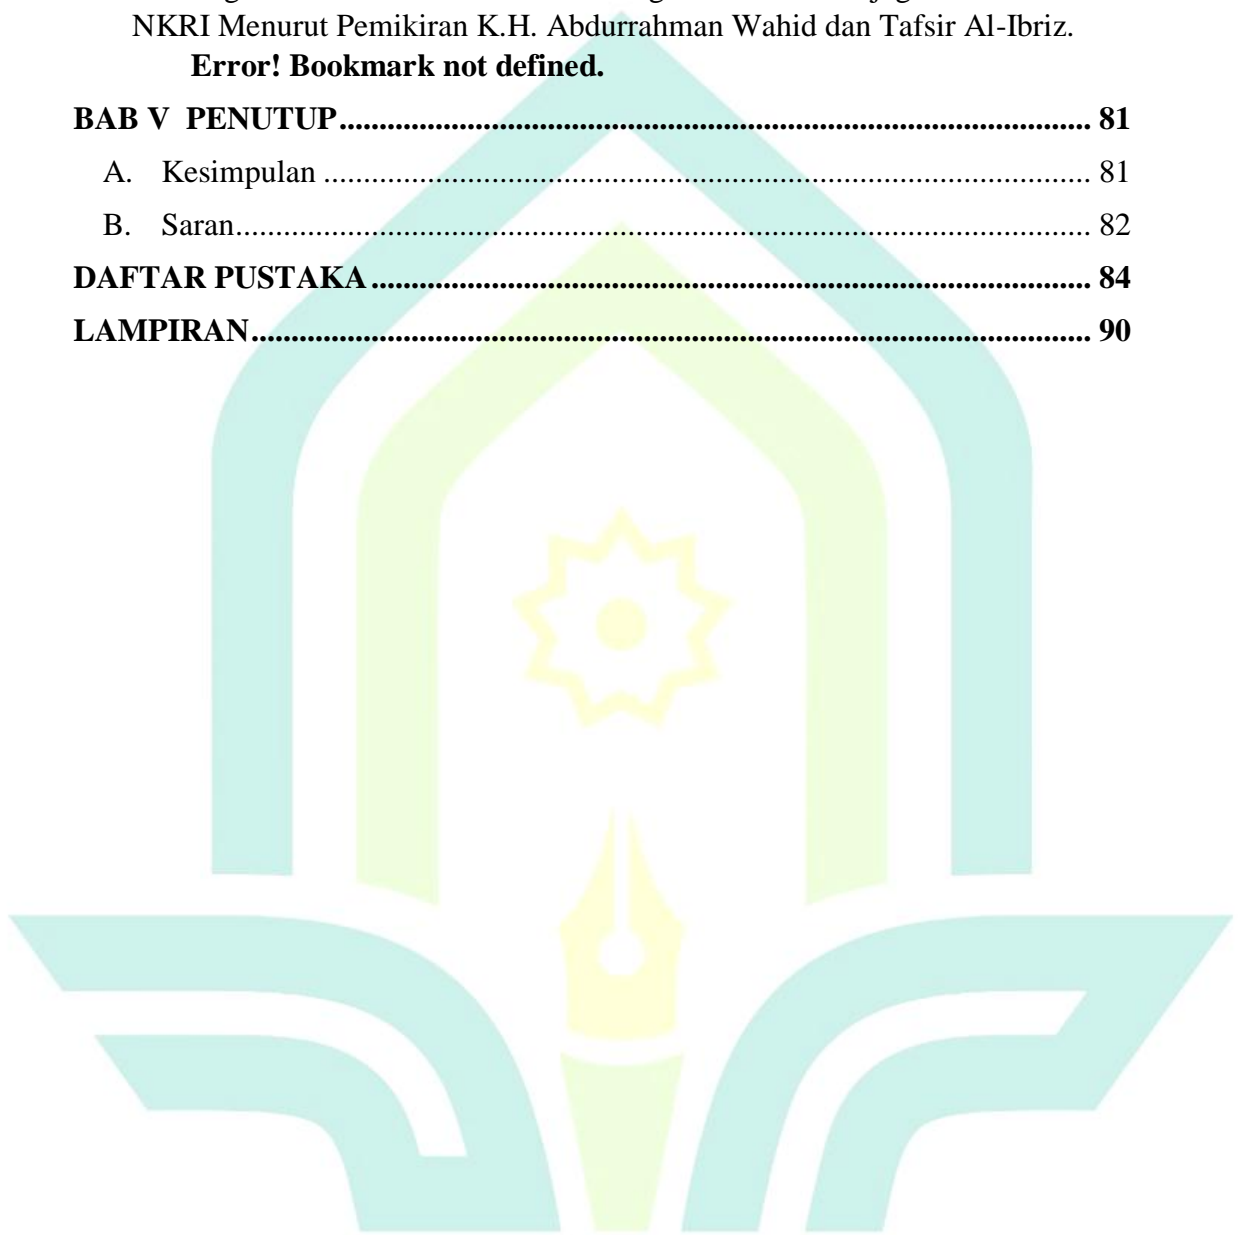 NKRI Menurut Pemikiran K.H. Abdurrahman Wahid dan Tafsir Al-Ibriz.
Error! Bookmark not defined.
BAB V PENUTUP.......................................................................................... 81
A. Kesimpulan ............................................................................................. 81
B. Saran........................................................................................................ 82
DAFTAR PUSTAKA ...................................................................................... 84
LAMPIRAN..................................................................................................... 90